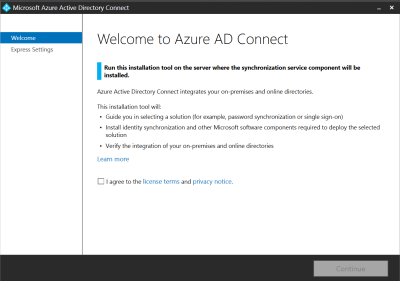 Microsoft Azure Active Directory Connect
Welcome
Express Settings
Welcome to Azure AD Connect
Run this installation tool on the server where the synchronization service component will be
installed.
Azure Active Directory Connect integrates your on-premises and online directories.
This installation tool will:
• Guide you in selecting a solution (for example, password synchronization or single sign-on)
• Install identity synchronization and other Microsoft software components required to deploy the selected
solution
• Verify the integration of your on-premises and online directories
Learn more
I agree to the license terms and privacy notice.
Continue